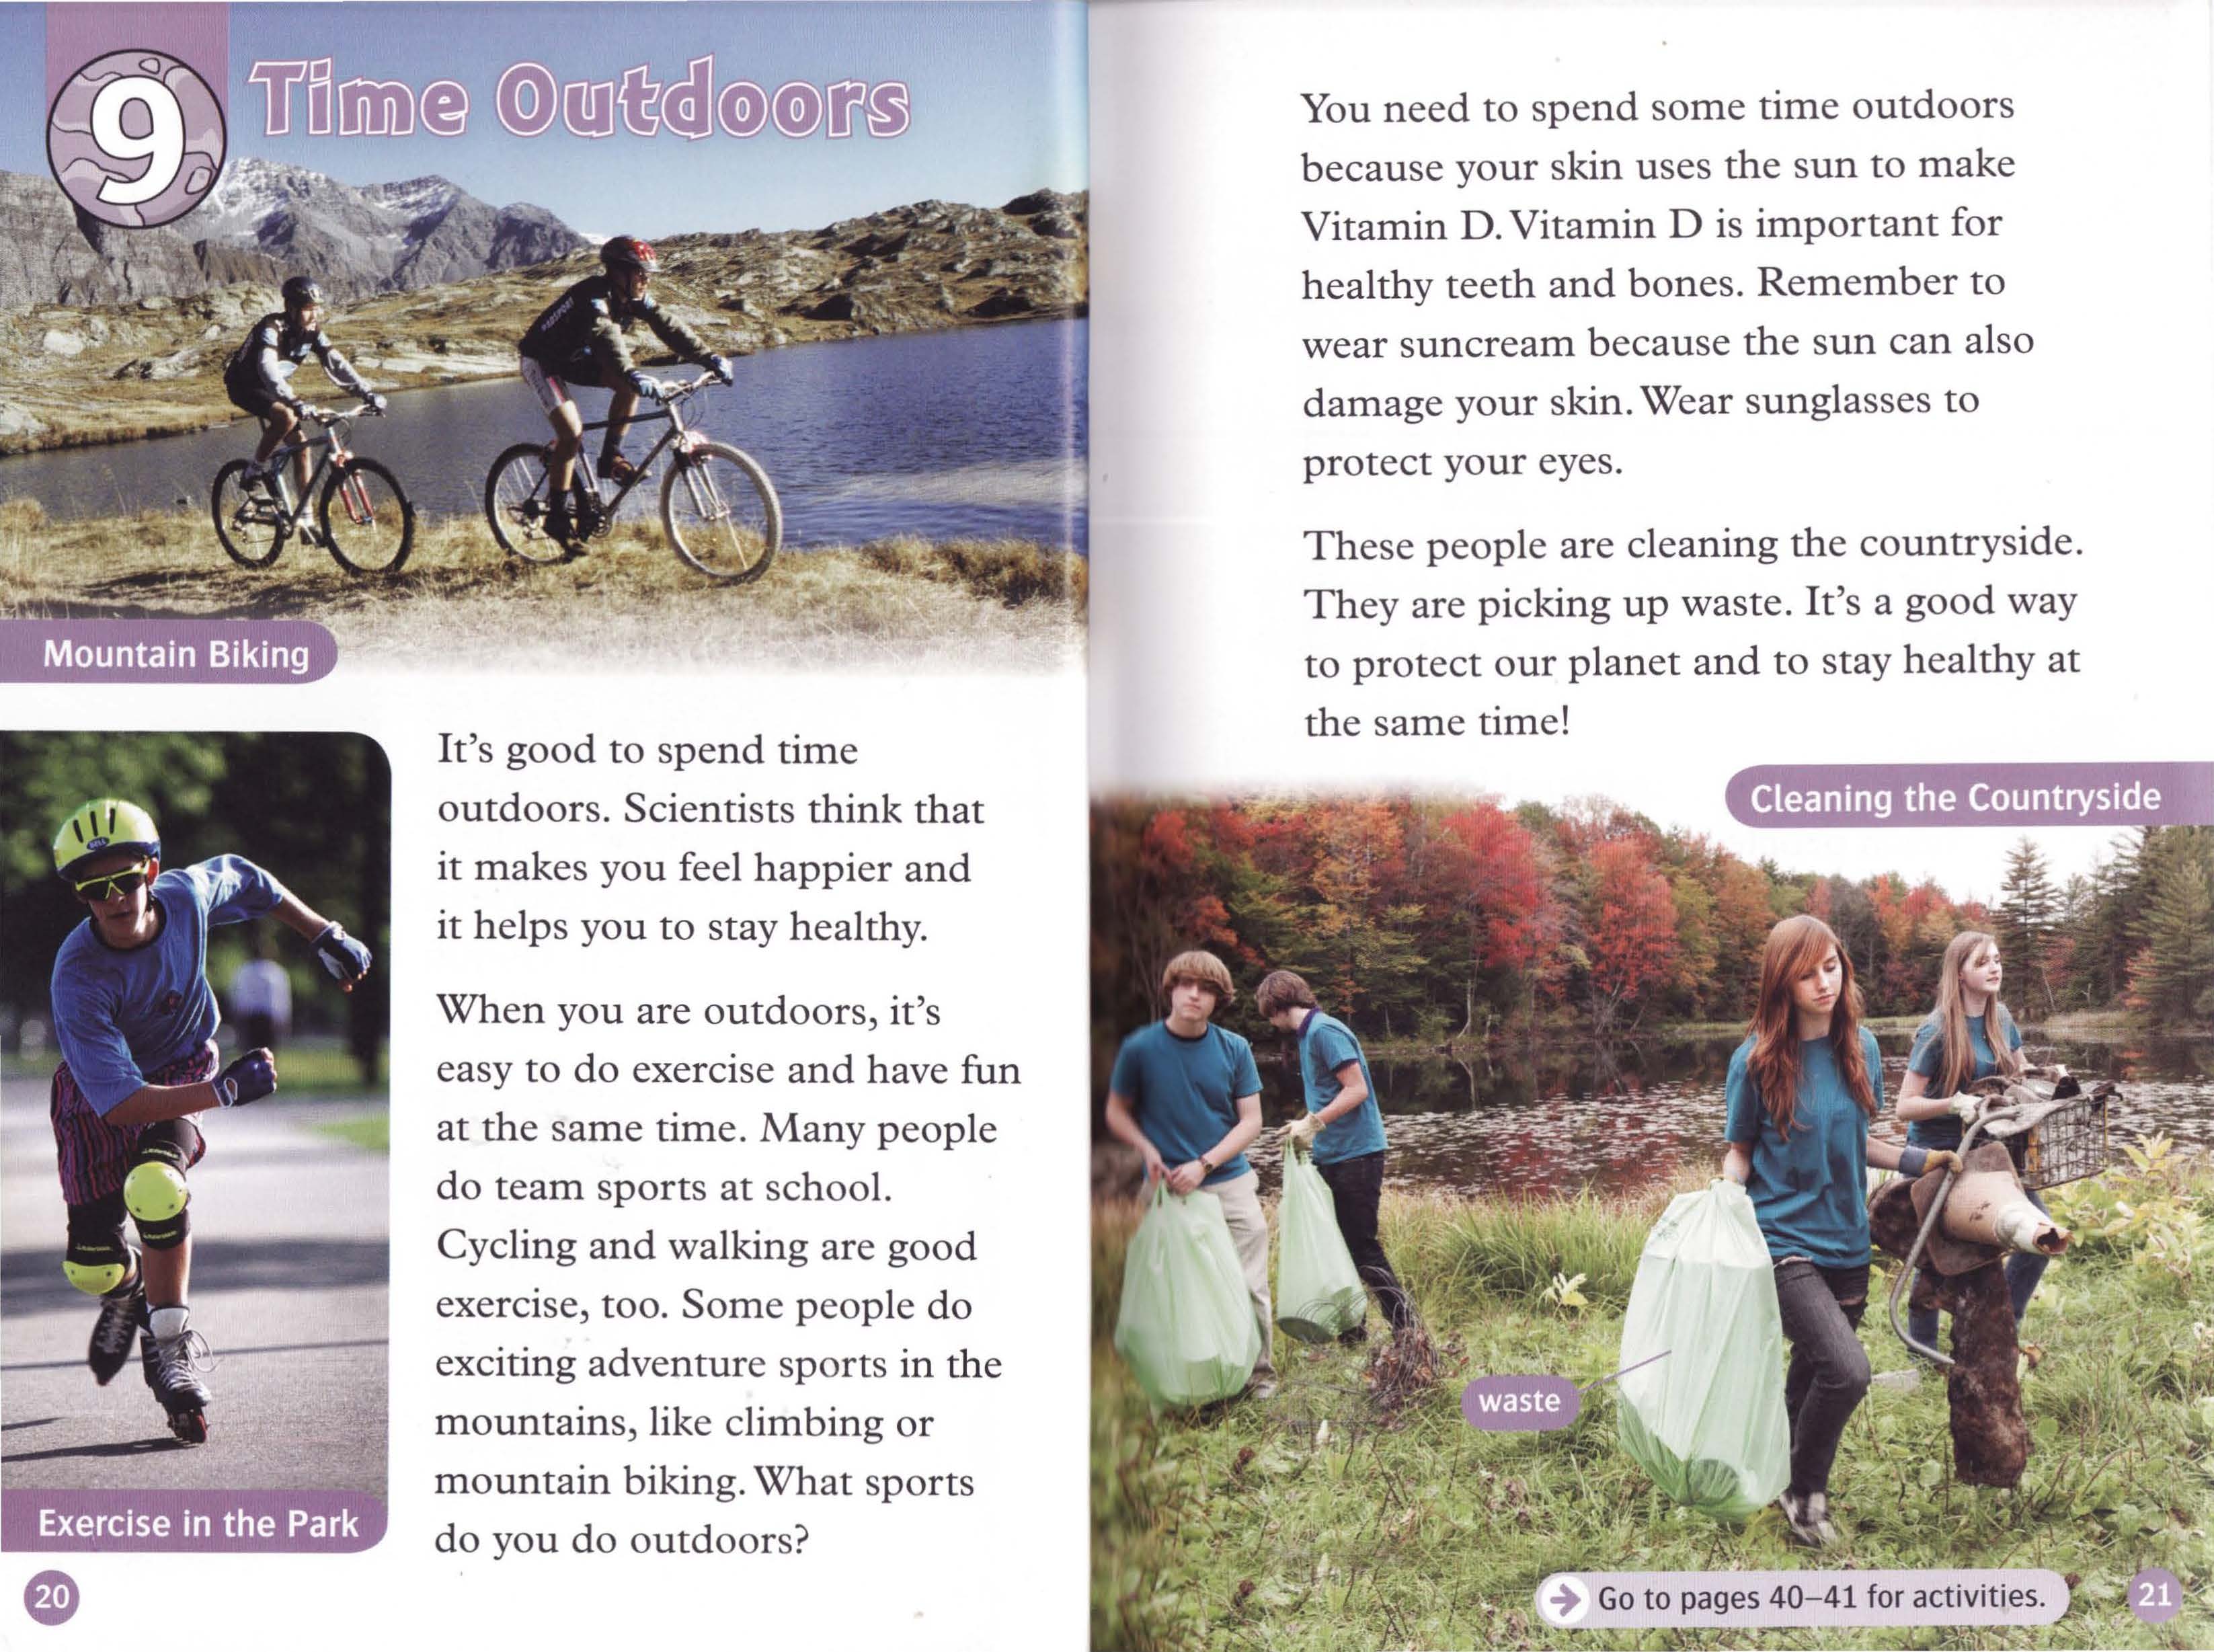 9
Time Outdoors
Mountain Biking
It's good to spend time
outdoors. Scientists think that
it makes you feel happier and
it helps you to stay healthy.
When you are outdoors, it's
easy to do exercise and have fun
at the same time. Many people
do team sports at school.
Cycling and walking are good
exercise, too. Some people do
exciting adventure sports in the
mountains, like climbing or
mountain biking. What sports
do you do outdoors?
Exercise in the Park
20
You need to spend some time outdoors
because your skin uses the sun to make
Vitamin D. Vitamin D is important for
healthy teeth and bones. Remember to
wear suncream because the sun can also
damage your skin. Wear sunglasses to
protect your eyes.
These people are cleaning the countryside.
They are picking up waste. It's a good way
to protect our planet and to stay healthy at
the same time!
Cleaning the Countryside
waste
Go to pages 40–41 for activities.
21